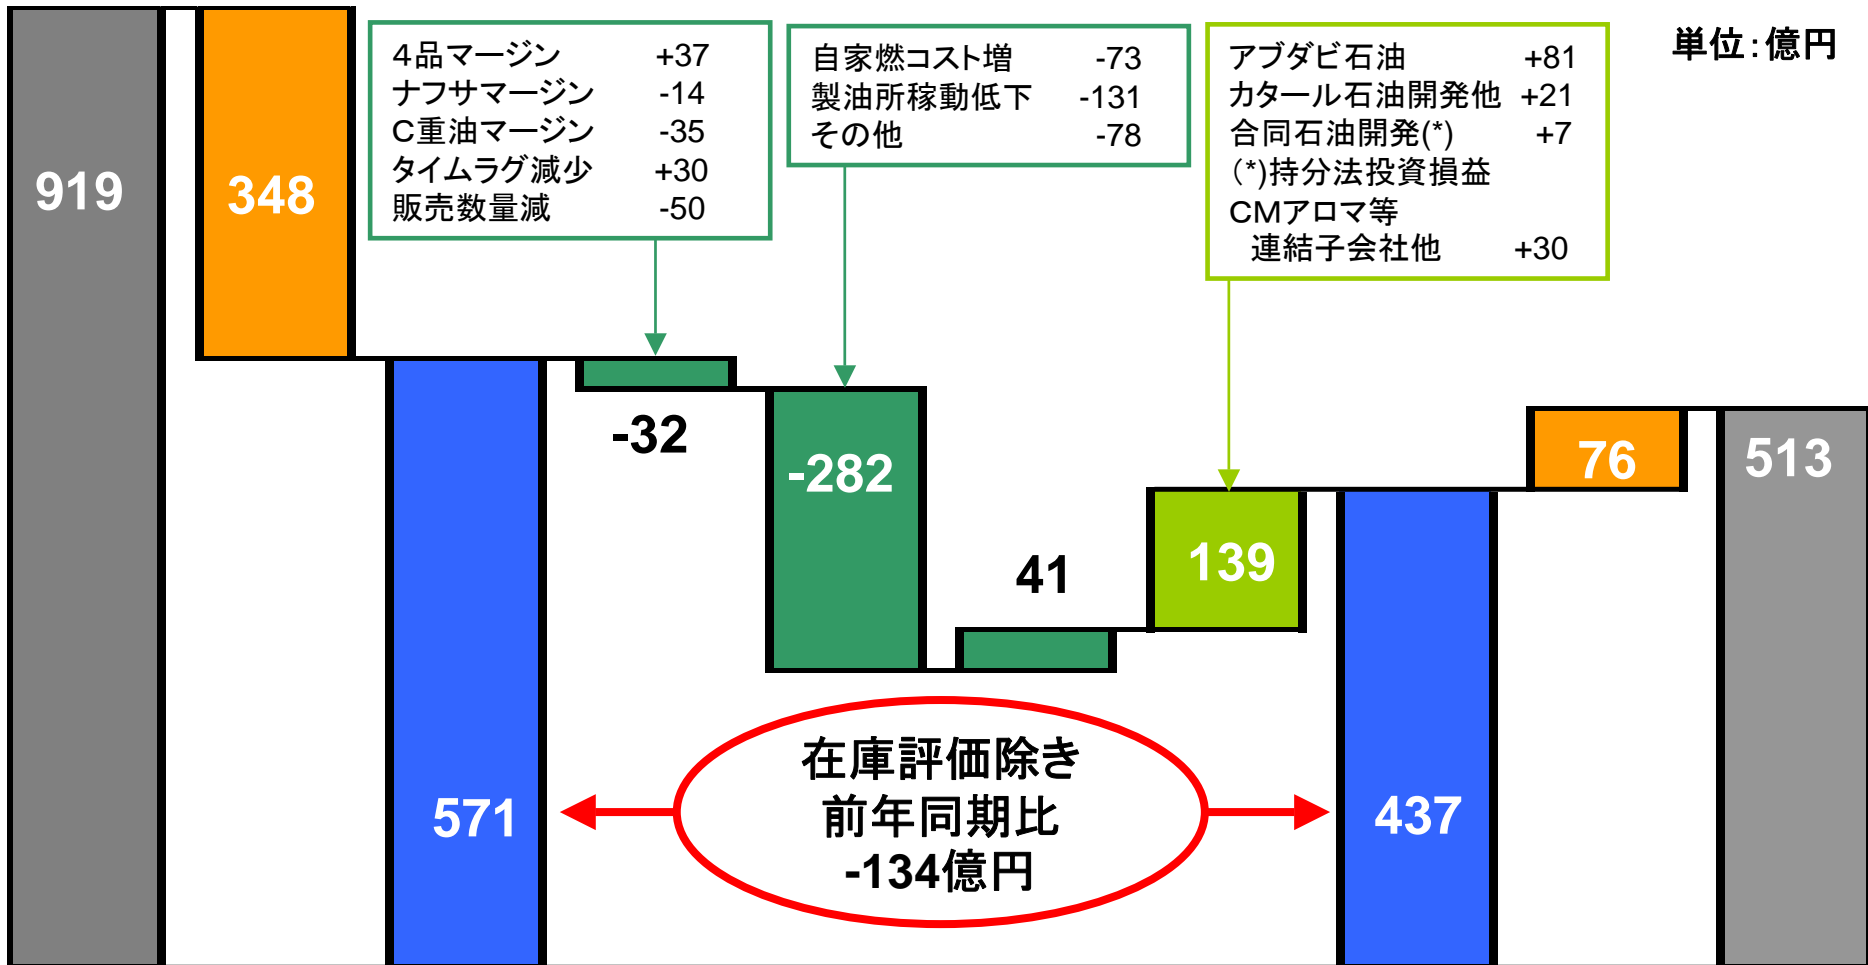 単位：億円
4品マージン +37
ナフサマージン -14
C重油マージン -35
タイムラグ減少 +30
販売数量減 -50
自家燃コスト増 -73
製油所稼動低下 -131
その他 -78
アブダビ石油 +81
カタール石油開発他 +21
合同石油開発(*) +7
（*)持分法投資損益
CMアロマ等
連結子会社他 +30
919
348
571
-32
-282
41
139
437
76
513
在庫評価除き
前年同期比
-134億円